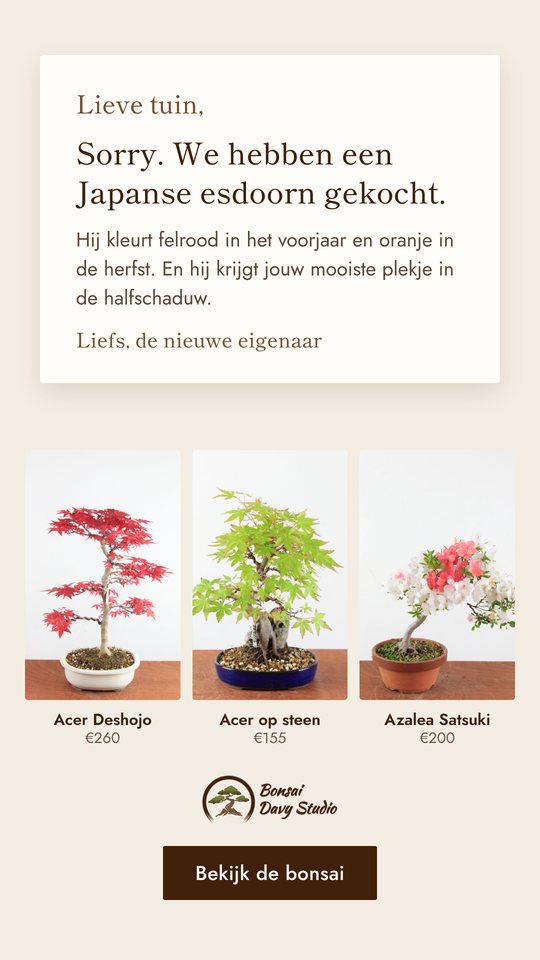 Lieve tuin,
Sorry. We hebben een
Japanse esdoorn gekocht.
Hij kleurt felrood in het voorjaar en oranje in
de herfst. En hij krijgt jouw mooiste plekje in
de halfschaduw.
Liefs, de nieuwe eigenaar
Acer Deshojo
€260
Acer op steen
€155
Azalea Satsuki
€200
Bonsai
Davy Studio
Bekijk de bonsai